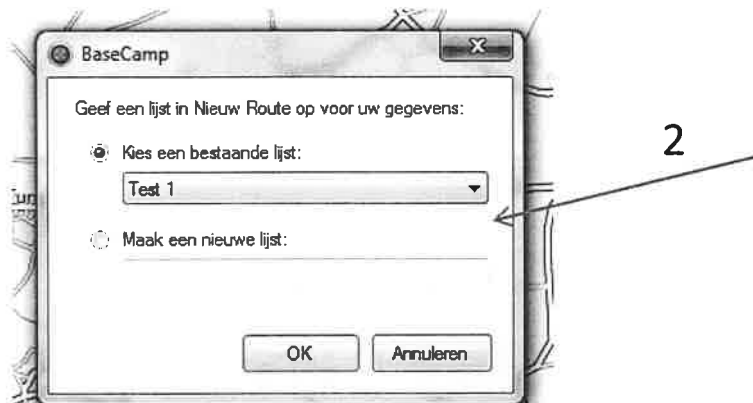 BaseCamp
Geef een lijst in Nieuw Route op voor uw gegevens:
Kies een bestaande lijst:
Test 1
2
Maak een nieuwe lijst:
OK
Annuleren